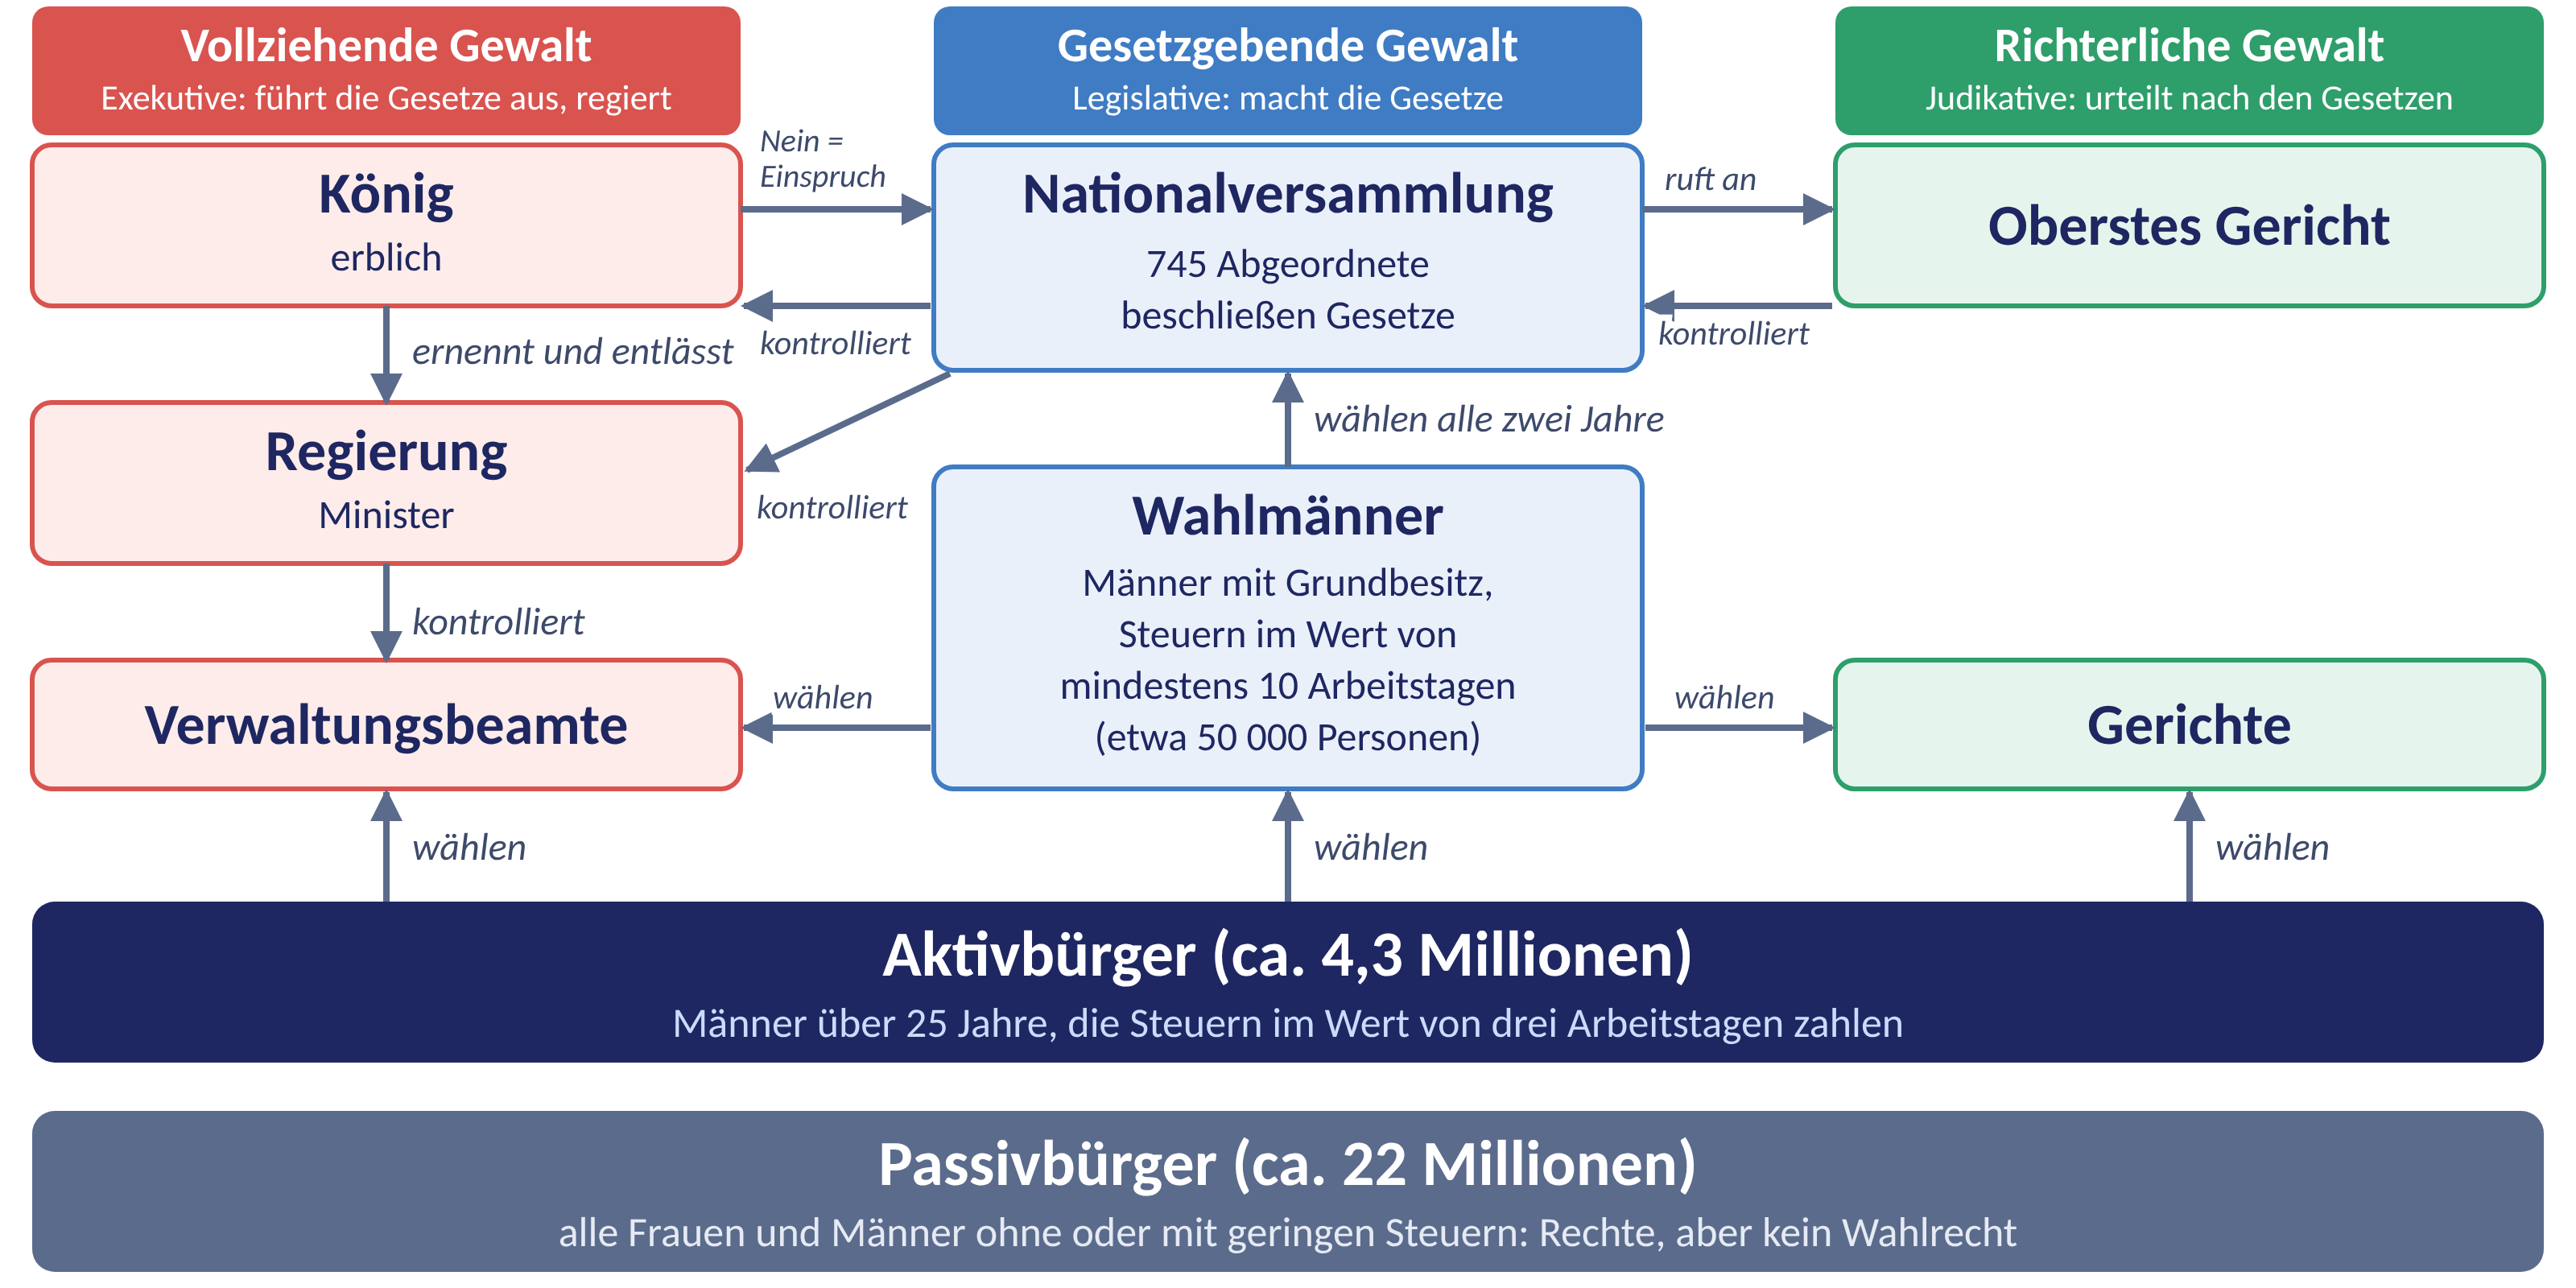 Vollziehende Gewalt
Exekutive: führt die Gesetze aus, regiert
Gesetzgebende Gewalt
Legislative: macht die Gesetze
Richterliche Gewalt
Judikative: urteilt nach den Gesetzen
König
erblich
Nein =
Einspruch
Nationalversammlung
745 Abgeordnete
beschließen Gesetze
ruft an
Oberstes Gericht
ernennt und entlässt
kontrolliert
kontrolliert
Regierung
Minister
kontrolliert
wählen alle zwei Jahre
Wahlmänner
Männer mit Grundbesitz,
Steuern im Wert von
mindestens 10 Arbeitstagen
(etwa 50 000 Personen)
kontrolliert
Verwaltungsbeamte
wählen
wählen
Gerichte
wählen
wählen
wählen
Aktivbürger (ca. 4,3 Millionen)
Männer über 25 Jahre, die Steuern im Wert von drei Arbeitstagen zahlen
Passivbürger (ca. 22 Millionen)
alle Frauen und Männer ohne oder mit geringen Steuern: Rechte, aber kein Wahlrecht